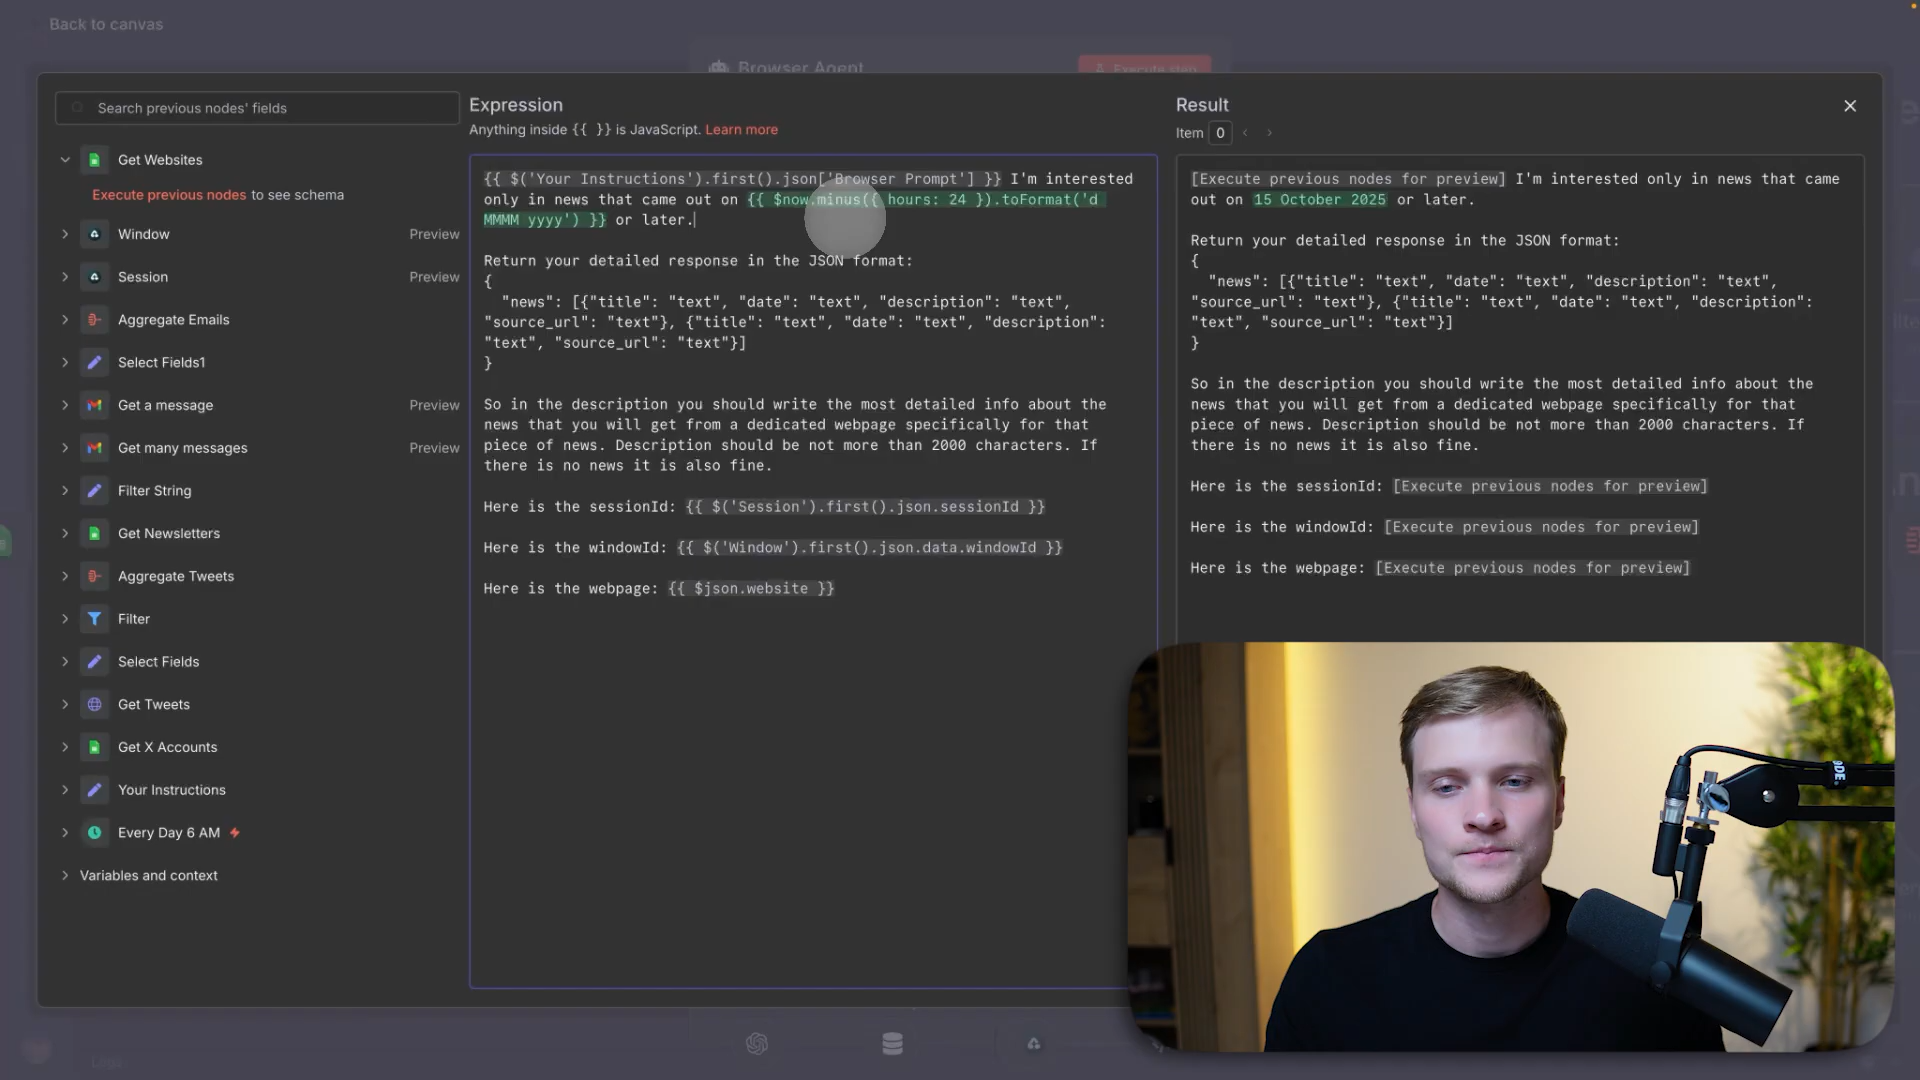 Back to canvas
Browser Agent
Execute step
Search previous nodes' fields
Get Websites
Execute previous nodes to see schema
Window Preview
Session Preview
Aggregate Emails
Select Fields1
Get a message Preview
Get many messages Preview
Filter String
Get Newsletters
Aggregate Tweets
Filter
Select Fields
Get Tweets
Get X Accounts
Your Instructions
Every Day 6 AM
Variables and context
Expression
Anything inside {{ }} is JavaScript. Learn more
{{ $('Your Instructions').first().json['Browser Prompt'] }} I'm interested
only in news that came out on {{ $now.minus({ hours: 24 }).toFormat('d
MMMM yyyy') }} or later.
Return your detailed response in the JSON format:
{
"news": [{"title": "text", "date": "text", "description": "text",
"source_url": "text"}, {"title": "text", "date": "text", "description":
"text", "source_url": "text"}]
}
So in the description you should write the most detailed info about the
news that you will get from a dedicated webpage specifically for that
piece of news. Description should be not more than 2000 characters. If
there is no news it is also fine.
Here is the sessionId: {{ $('Session').first().json.sessionId }}
Here is the windowId: {{ $('Window').first().json.data.windowId }}
Here is the webpage: {{ $json.website }}
Result
Item 0
[Execute previous nodes for preview] I'm interested only in news that came
out on 15 October 2025 or later.
Return your detailed response in the JSON format:
{
"news": [{"title": "text", "date": "text", "description": "text",
"source_url": "text"}, {"title": "text", "date": "text", "description":
"text", "source_url": "text"}]
}
So in the description you should write the most detailed info about the
news that you will get from a dedicated webpage specifically for that
piece of news. Description should be not more than 2000 characters. If
there is no news it is also fine.
Here is the sessionId: [Execute previous nodes for preview]
Here is the windowId: [Execute previous nodes for preview]
Here is the webpage: [Execute previous nodes for preview]
Logs